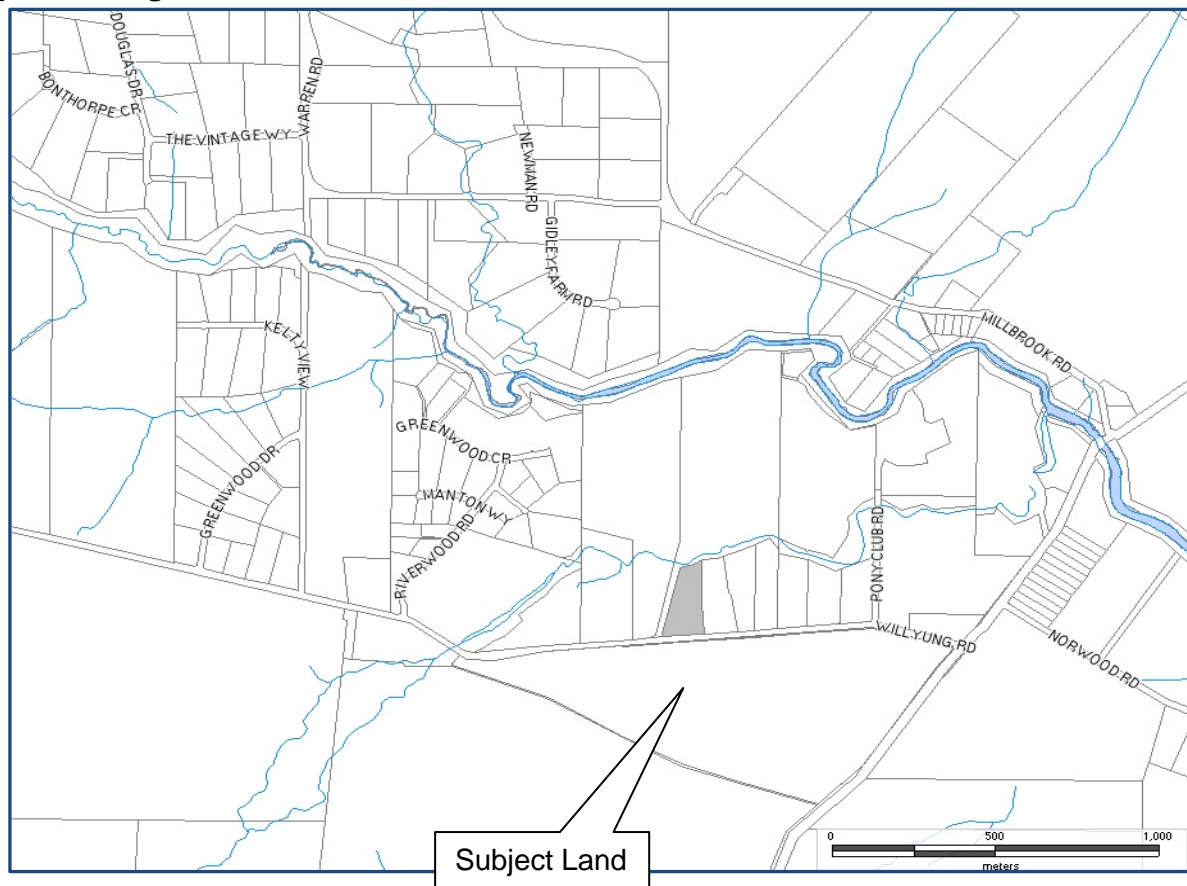 DOUGLAS DR
BONTHORPE CR
THE VINTAGE WY
WARREN RD
NEWMAN RD
GIDLEY FARM RD
KELTY VIEW
MILLBROOK RD
GREENWOOD CR
GREENWOOD DR
MANTON WY
RIVERWOOD RD
PONY CLUB RD
WILLYUNG RD
NORWOOD RD
Subject Land
0 500 1,000
meters